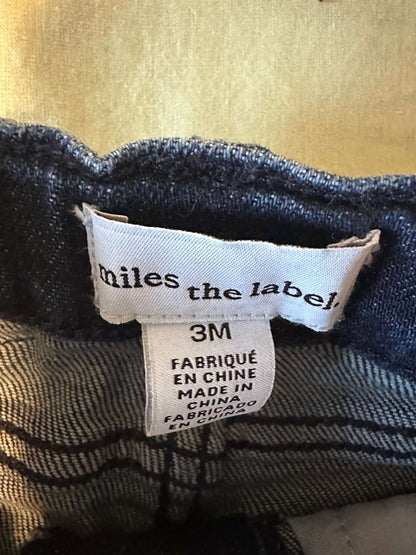 miles the label.
3M
FABRIQUÉ
EN CHINE
MADE IN
CHINA
FABRICADO
EN CHINA